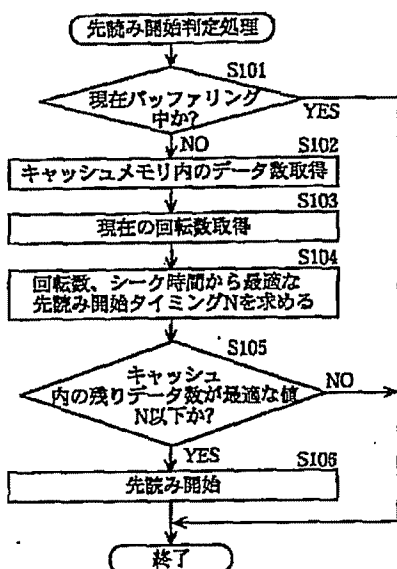 先読み開始判定処理
S101
現在バッファリング
中か?
YES
NO
S102
キャッシュメモリ内のデータ数取得
S103
現在の回転数取得
S104
回転数、シーク時間から最適な
先読み開始タイミングNを求める
S105
キャッシュ
内の残りデータ数が最適な値
N以下か?
NO
YES
S106
先読み開始
終了